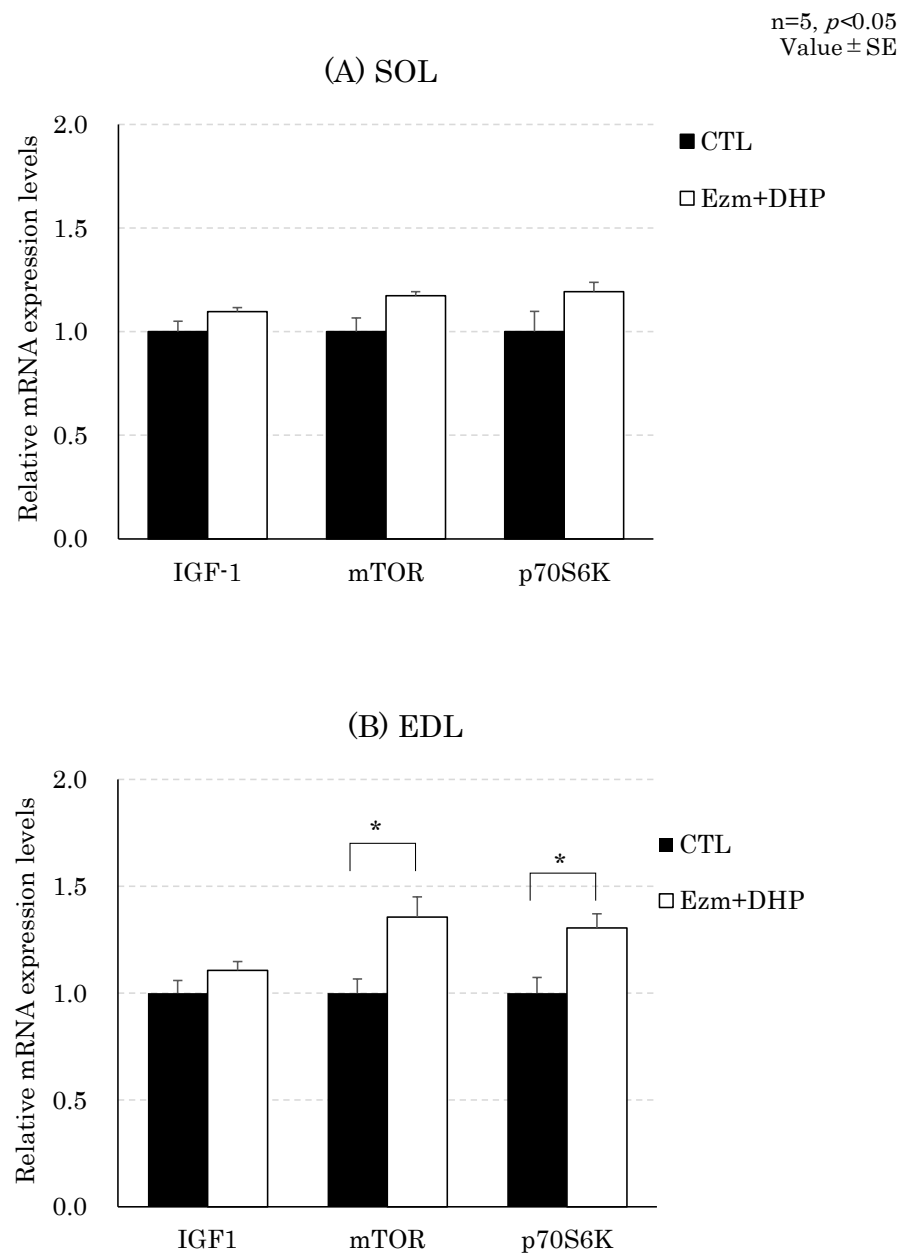 n=5, p<0.05
Value ± SE
(A) SOL
Relative mRNA expression levels
2.0
1.5
1.0
0.5
0.0
IGF-1 mTOR p70S6K
CTL
Ezm+DHP
(B) EDL
Relative mRNA expression levels
2.0
1.5
1.0
0.5
0.0
* *
IGF1 mTOR p70S6K
CTL
Ezm+DHP